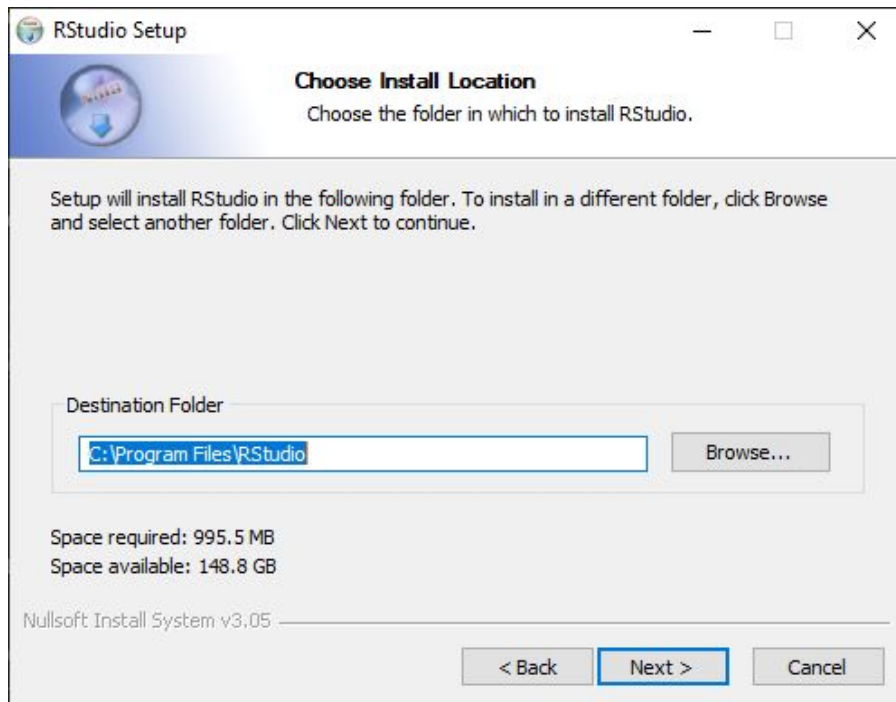 RStudio Setup
Choose Install Location
Choose the folder in which to install RStudio.
Setup will install RStudio in the following folder. To install in a different folder, click Browse
and select another folder. Click Next to continue.
Destination Folder
C:\Program Files\RStudio
Browse...
Space required: 995.5 MB
Space available: 148.8 GB
Nullsoft Install System v3.05
< Back Next > Cancel